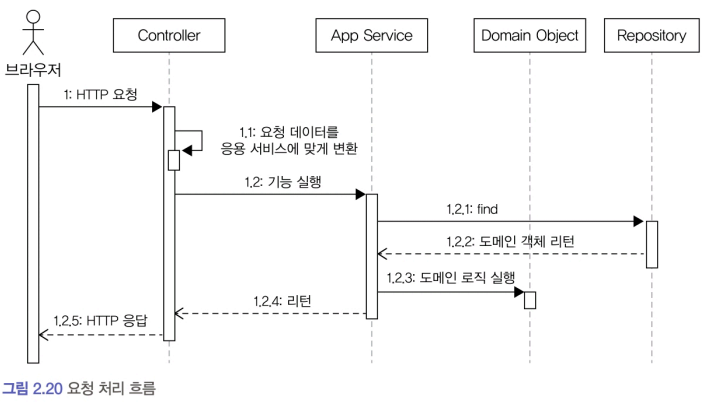 Controller
App Service
Domain Object
Repository
브라우저
1: HTTP 요청
1.1: 요청 데이터를
응용 서비스에 맞게 변환
1.2: 기능 실행
1.2.1: find
1.2.2: 도메인 객체 리턴
1.2.3: 도메인 로직 실행
1.2.4: 리턴
1.2.5: HTTP 응답
그림 2.20 요청 처리 흐름